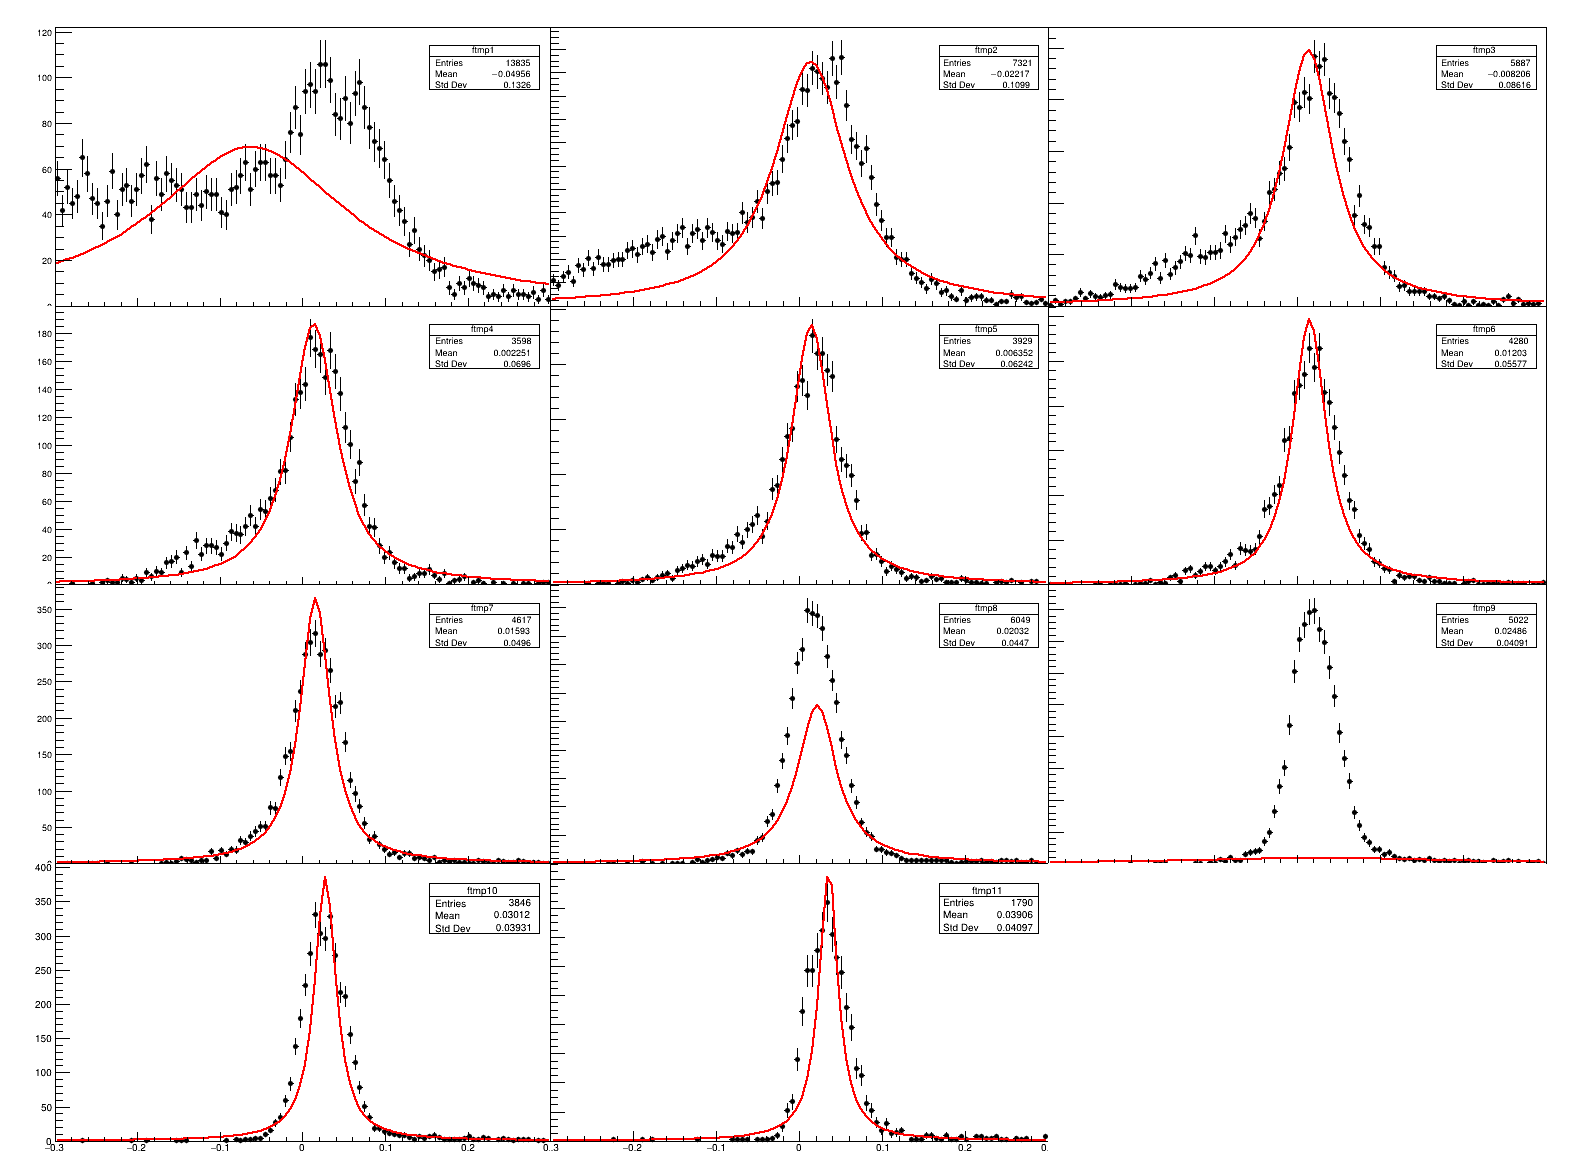 120
100
80
60
40
20
0
ftmp1
Entries 13835
Mean −0.04956
Std Dev 0.1326
ftmp2
Entries 7321
Mean −0.02217
Std Dev 0.1099
ftmp3
Entries 5887
Mean −0.008206
Std Dev 0.08616
180
160
140
120
100
80
60
40
20
ftmp4
Entries 3598
Mean 0.002251
Std Dev 0.0696
ftmp5
Entries 3929
Mean 0.006352
Std Dev 0.06242
ftmp6
Entries 4280
Mean 0.01203
Std Dev 0.05577
350
300
250
200
150
100
50
ftmp7
Entries 4617
Mean 0.01593
Std Dev 0.0496
ftmp8
Entries 6049
Mean 0.02032
Std Dev 0.0447
ftmp9
Entries 5022
Mean 0.02486
Std Dev 0.04091
400
350
300
250
200
150
100
50
0
ftmp10
Entries 3846
Mean 0.03012
Std Dev 0.03931
ftmp11
Entries 1790
Mean 0.03906
Std Dev 0.04097
−0.3 −0.2 −0.1 0 0.1 0.2 0.3 −0.2 −0.1 0 0.1 0.2 0.